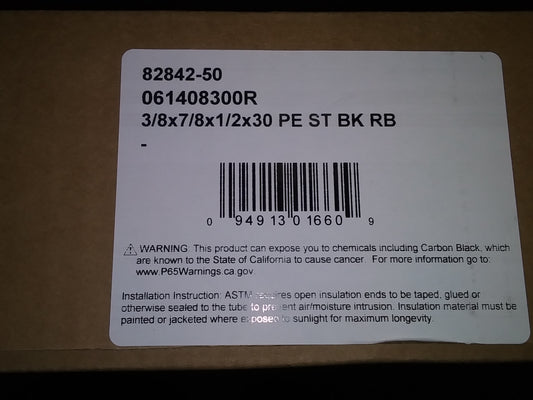 82842-50
061408300R
3/8x7/8x1/2x30 PE ST BK RB
-
0 94913 01660 9
⚠ WARNING: This product can expose you to chemicals including Carbon Black, which
are known to the State of California to cause cancer. For more information go to:
www.P65Warnings.ca.gov.
Installation Instruction: ASTM requires open insulation ends to be taped, glued or
otherwise sealed to the tube to prevent air/moisture intrusion. Insulation material must be
painted or jacketed where exposed to sunlight for maximum longevity.